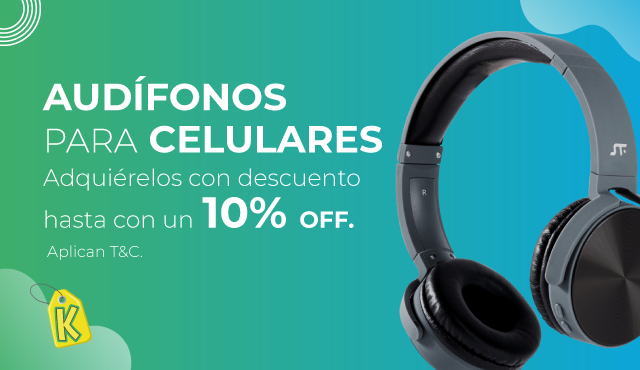 AUDÍFONOS
PARA CELULARES
Adquiérelos con descuento
hasta con un 10% OFF.
Aplican T&C.
R
K